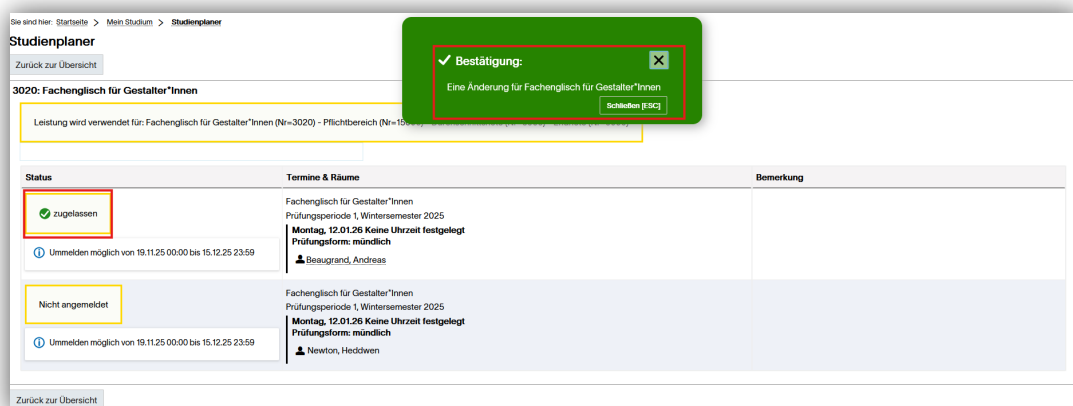 Sie sind hier: Startseite > Mein Studium > Studienplaner
Studienplaner
Zurück zur Übersicht
✓ Bestätigung:
Eine Änderung für Fachenglisch für Gestalter*Innen
Schließen [ESC]
3020: Fachenglisch für Gestalter*Innen
Leistung wird verwendet für: Fachenglisch für Gestalter*Innen (Nr=3020) - Pflichtbereich (Nr=15
Status Termine & Räume Bemerkung
zugelassen
Ummelden möglich von 19.11.25 00:00 bis 15.12.25 23:59
Fachenglisch für Gestalter*Innen
Prüfungsperiode 1, Wintersemester 2025
Montag, 12.01.26 Keine Uhrzeit festgelegt
Prüfungsform: mündlich
Beaugrand, Andreas
Nicht angemeldet
Ummelden möglich von 19.11.25 00:00 bis 15.12.25 23:59
Fachenglisch für Gestalter*Innen
Prüfungsperiode 1, Wintersemester 2025
Montag, 12.01.26 Keine Uhrzeit festgelegt
Prüfungsform: mündlich
Newton, Heddwen
Zurück zur Übersicht